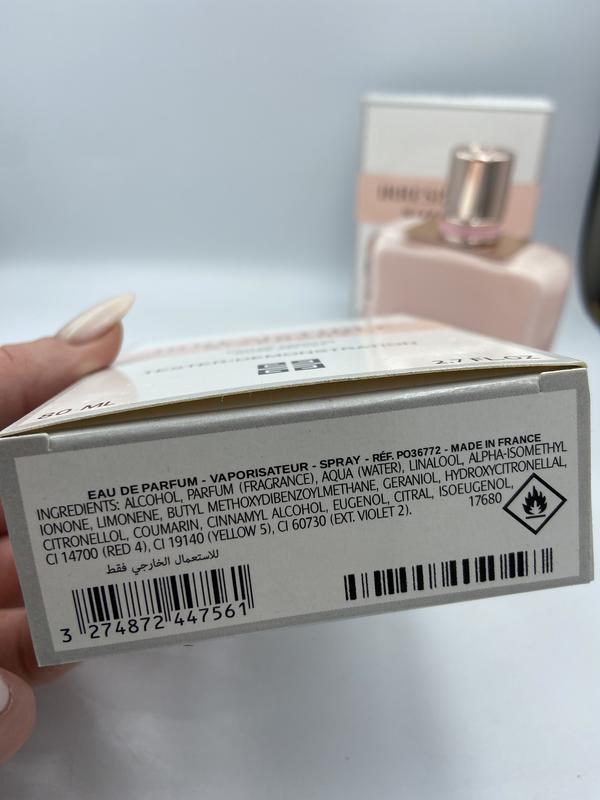 TESTER-DEMONSTRATION
80 ML
2.7 FL.OZ
EAU DE PARFUM - VAPORISATEUR - SPRAY - RÉF. PO36772 - MADE IN FRANCE
INGREDIENTS: ALCOHOL, PARFUM (FRAGRANCE), AQUA (WATER), LINALOOL, ALPHA-ISOMETHYL
IONONE, LIMONENE, BUTYL METHOXYDIBENZOYLMETHANE, GERANIOL, HYDROXYCITRONELLAL,
CITRONELLOL, COUMARIN, CINNAMYL ALCOHOL, EUGENOL, CITRAL, ISOEUGENOL,
CI 14700 (RED 4), CI 19140 (YELLOW 5), CI 60730 (EXT. VIOLET 2).
17680
للاستعمال الخارجي فقط
3 274872 447561